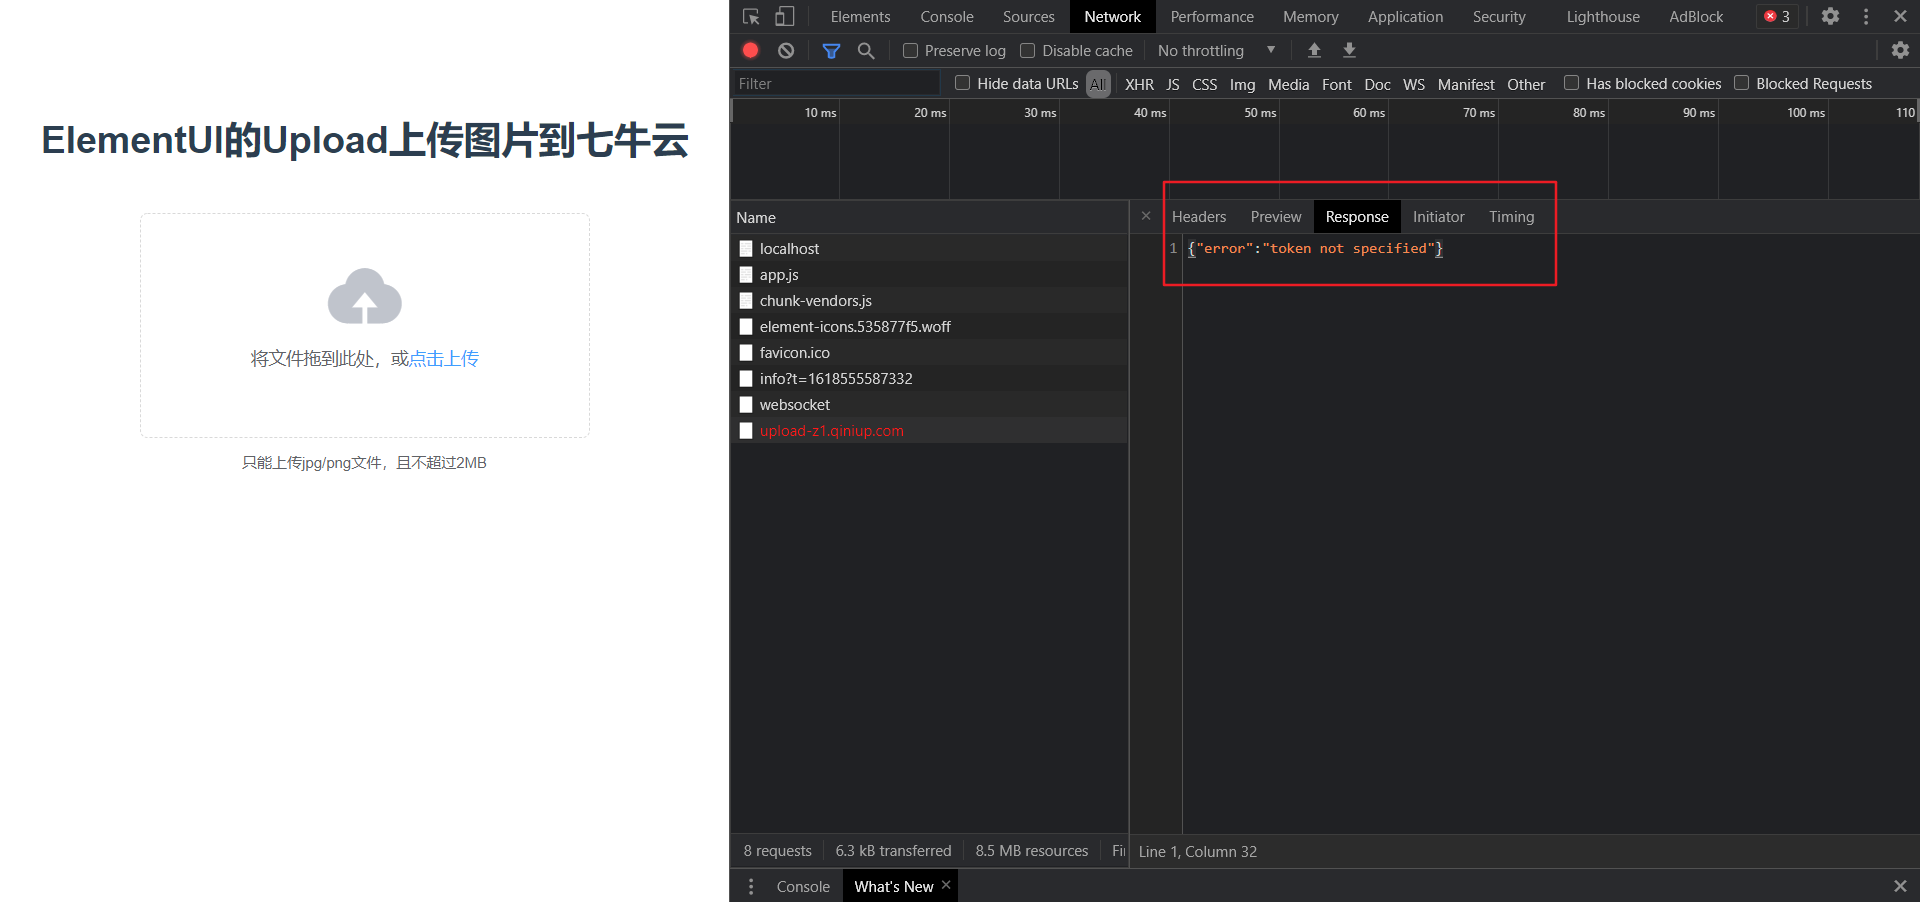 ElementUI的Upload上传图片到七牛云
将文件拖到此处，或点击上传
只能上传jpg/png文件，且不超过2MB
Elements Console Sources Network Performance Memory Application Security Lighthouse AdBlock 3
Preserve log Disable cache No throttling
Filter Hide data URLs All XHR JS CSS Img Media Font Doc WS Manifest Other Has blocked cookies Blocked Requests
10 ms 20 ms 30 ms 40 ms 50 ms 60 ms 70 ms 80 ms 90 ms 100 ms 110
Name
localhost
app.js
chunk-vendors.js
element-icons.535877f5.woff
favicon.ico
info?t=1618555587332
websocket
upload-z1.qiniup.com
Headers Preview Response Initiator Timing
1 {"error":"token not specified"}
8 requests 6.3 kB transferred 8.5 MB resources Fi
Line 1, Column 32
Console What's New